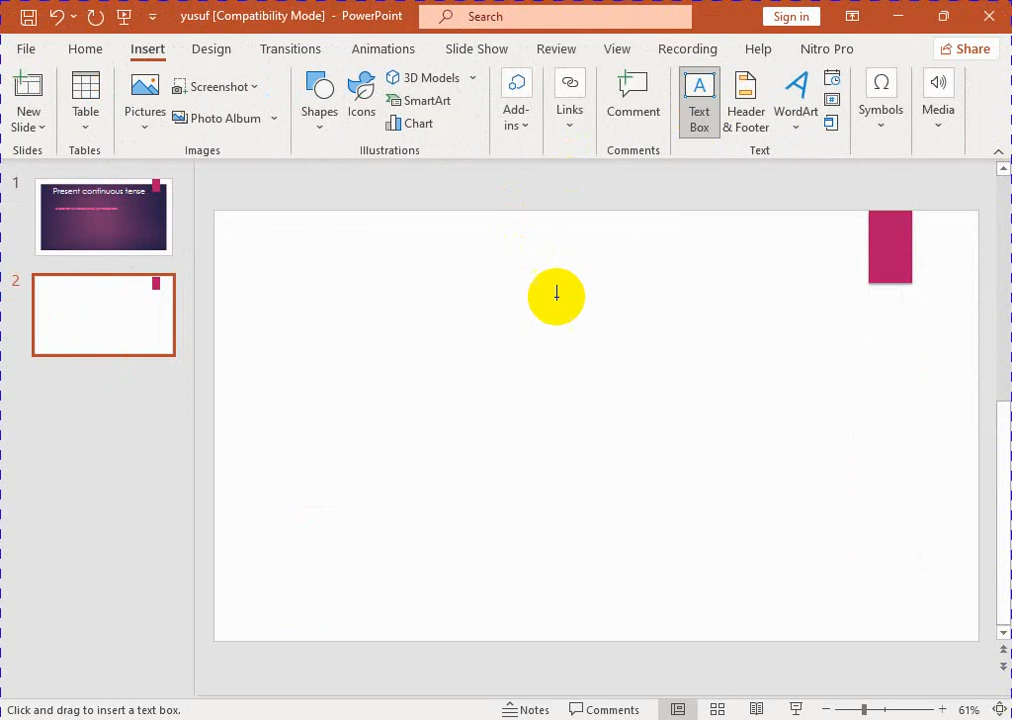 yusuf [Compatibility Mode] - PowerPoint
Search
Sign in
File Home Insert Design Transitions Animations Slide Show Review View Recording Help Nitro Pro Share
New Slide
Slides
Table
Tables
Pictures
Screenshot
Photo Album
Images
Shapes
Icons
3D Models
SmartArt
Chart
Illustrations
Add-ins
Links
Comment
Comments
Text Box
Header & Footer
WordArt
Text
Symbols
Media
1
Present continuous tense
2
Click and drag to insert a text box.
Notes
Comments
61%